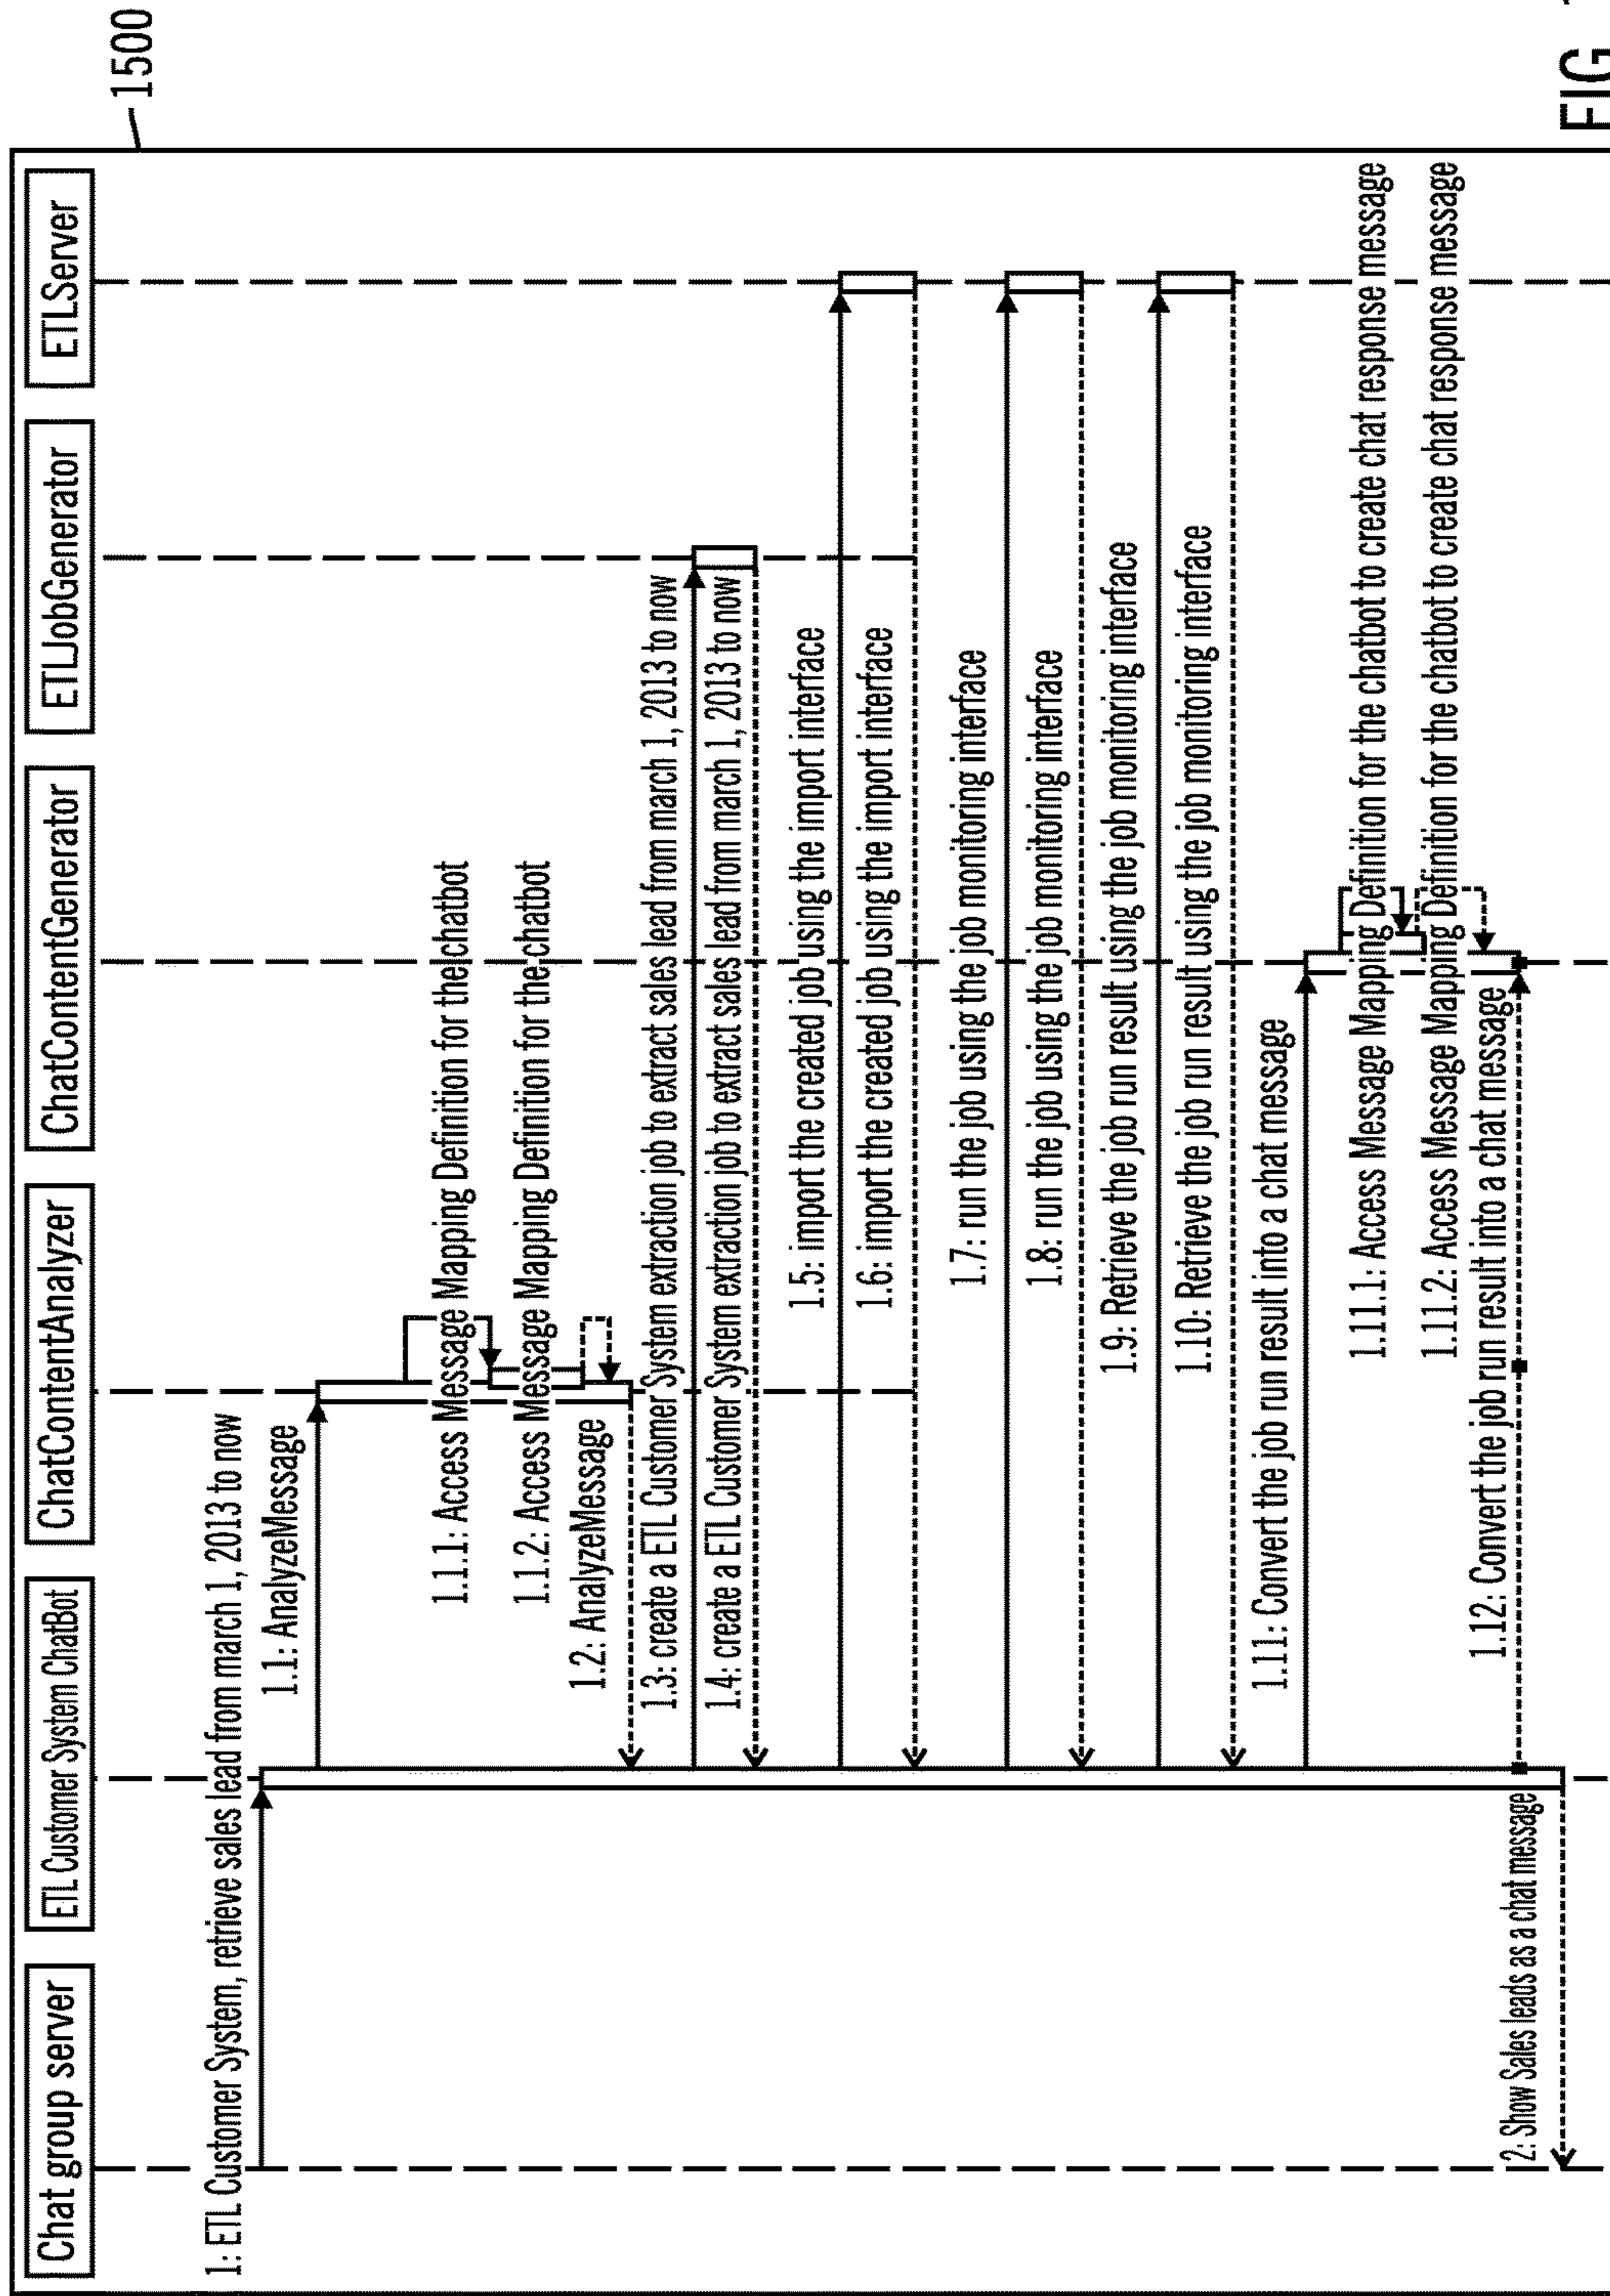 1500
Chat group server
ETL Customer System ChatBot
ChatContentAnalyzer
ChatContentGenerator
ETLJobGenerator
ETLServer
1: ETL Customer System, retrieve sales lead from march 1, 2013 to now
1.1: AnalyzeMessage
1.1.1: Access Message Mapping Definition for the chatbot
1.1.2: Access Message Mapping Definition for the chatbot
1.2: AnalyzeMessage
1.3: create a ETL Customer System extraction job to extract sales lead from march 1, 2013 to now
1.4: create a ETL Customer System extraction job to extract sales lead from march 1, 2013 to now
1.5: import the created job using the import interface
1.6: import the created job using the import interface
1.7: run the job using the job monitoring interface
1.8: run the job using the job monitoring interface
1.9: Retrieve the job run result using the job monitoring interface
1.10: Retrieve the job run result using the job monitoring interface
1.11: Convert the job run result into a chat message
1.11.1: Access Message Mapping Definition for the chatbot to create chat response message
1.11.2: Access Message Mapping Definition for the chatbot to create chat response message
1.12: Convert the job run result into a chat message
2: Show Sales leads as a chat message
FIG